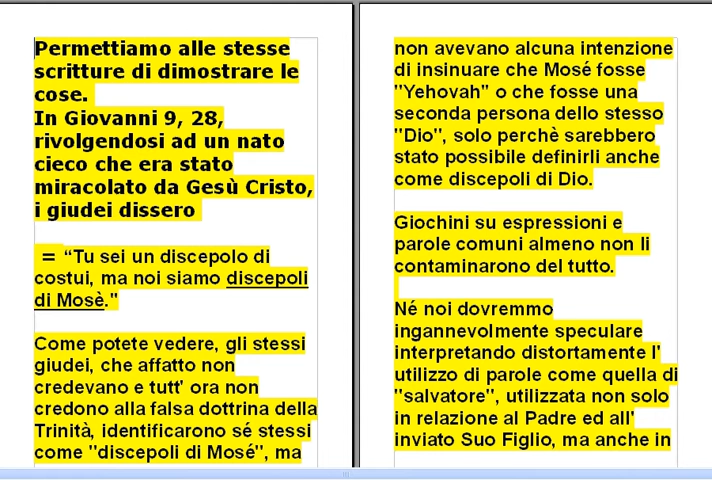 Permettiamo alle stesse
scritture di dimostrare le
cose.
In Giovanni 9, 28,
rivolgendosi ad un nato
cieco che era stato
miracolato da Gesù Cristo,
i giudei dissero
= “Tu sei un discepolo di
costui, ma noi siamo discepoli
di Mosè."
Come potete vedere, gli stessi
giudei, che affatto non
credevano e tutt' ora non
credono alla falsa dottrina della
Trinità, identificarono sé stessi
come "discepoli di Mosé", ma
non avevano alcuna intenzione
di insinuare che Mosé fosse
"Yehovah" o che fosse una
seconda persona dello stesso
"Dio", solo perchè sarebbero
stato possibile definirli anche
come discepoli di Dio.
Giochini su espressioni e
parole comuni almeno non li
contaminarono del tutto.
Né noi dovremmo
ingannevolmente speculare
interpretando distortamente l'
utilizzo di parole come quella di
"salvatore", utilizzata non solo
in relazione al Padre ed all'
inviato Suo Figlio, ma anche in